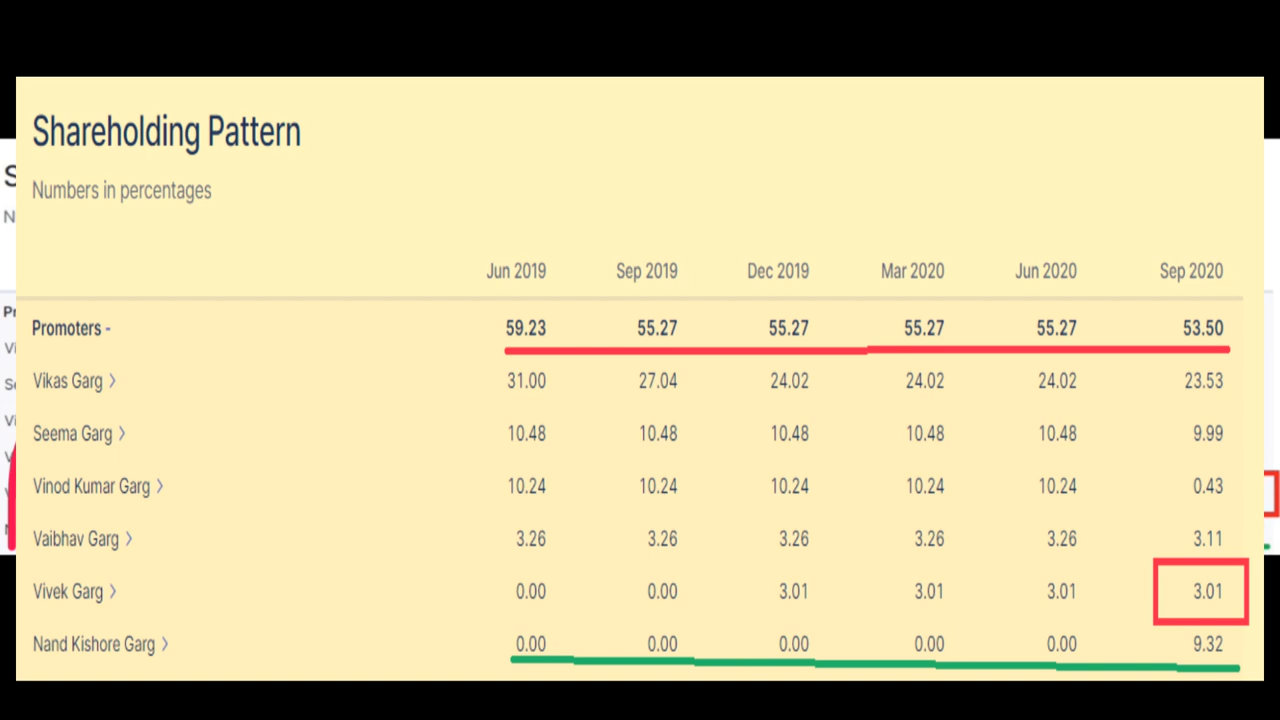 Shareholding Pattern
Numbers in percentages
Jun 2019 Sep 2019 Dec 2019 Mar 2020 Jun 2020 Sep 2020
Promoters - 59.23 55.27 55.27 55.27 55.27 53.50
Vikas Garg > 31.00 27.04 24.02 24.02 24.02 23.53
Seema Garg > 10.48 10.48 10.48 10.48 10.48 9.99
Vinod Kumar Garg > 10.24 10.24 10.24 10.24 10.24 0.43
Vaibhav Garg > 3.26 3.26 3.26 3.26 3.26 3.11
Vivek Garg > 0.00 0.00 3.01 3.01 3.01 3.01
Nand Kishore Garg > 0.00 0.00 0.00 0.00 0.00 9.32